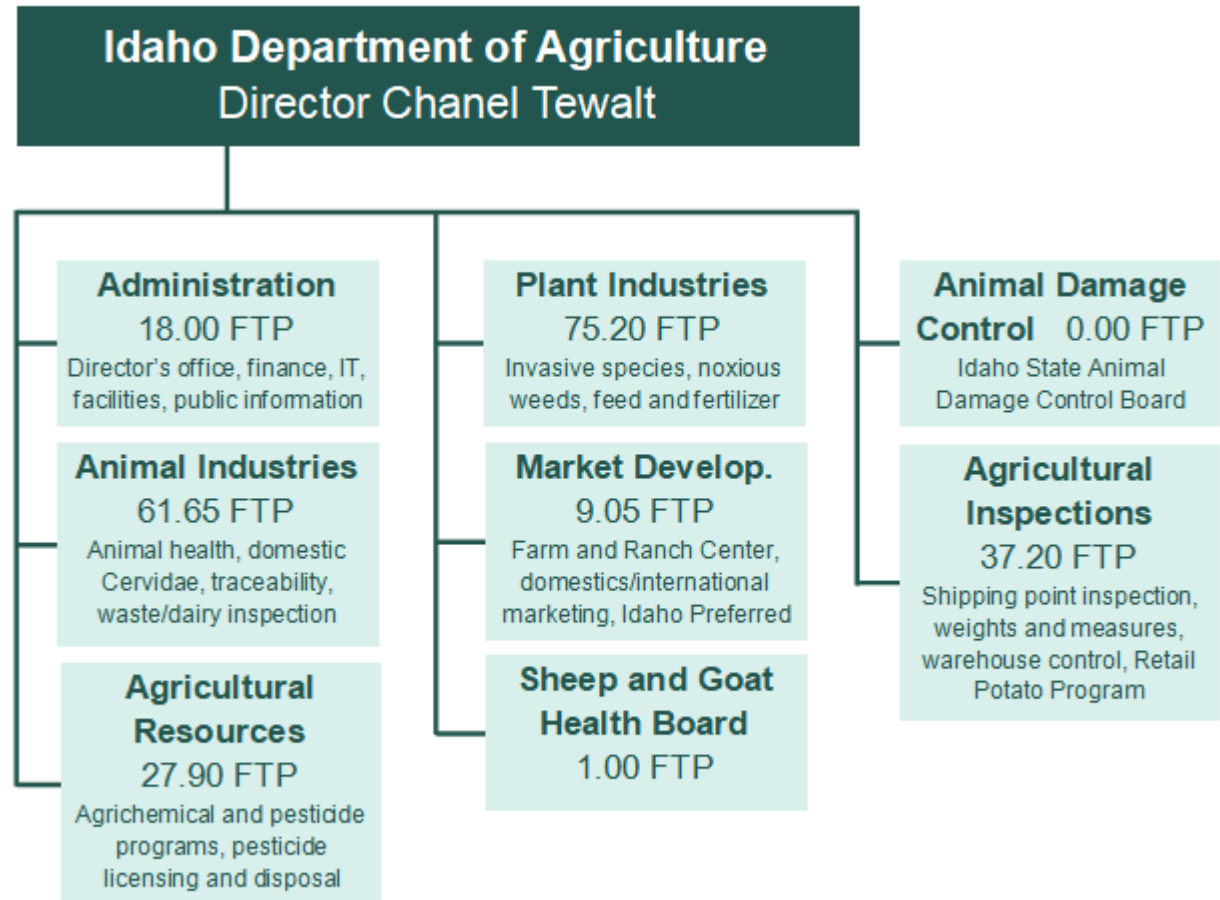 Idaho Department of Agriculture
Director Chanel Tewalt
Administration
18.00 FTP
Director's office, finance, IT,
facilities, public information
Animal Industries
61.65 FTP
Animal health, domestic
Cervidae, traceability,
waste/dairy inspection
Agricultural
Resources
27.90 FTP
Agrichemical and pesticide
programs, pesticide
licensing and disposal
Plant Industries
75.20 FTP
Invasive species, noxious
weeds, feed and fertilizer
Market Develop.
9.05 FTP
Farm and Ranch Center,
domestics/international
marketing, Idaho Preferred
Sheep and Goat
Health Board
1.00 FTP
Animal Damage
Control 0.00 FTP
Idaho State Animal
Damage Control Board
Agricultural
Inspections
37.20 FTP
Shipping point inspection,
weights and measures,
warehouse control, Retail
Potato Program